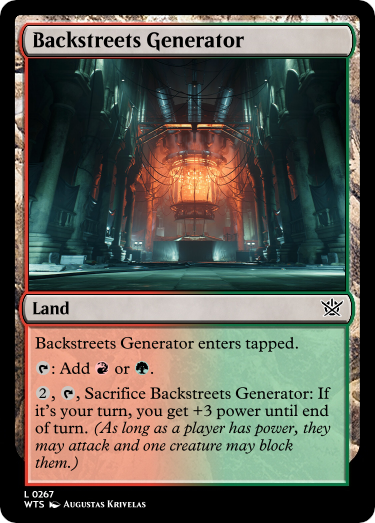 Backstreets Generator
Land
Backstreets Generator enters tapped.
: Add or .
2, , Sacrifice Backstreets Generator: If
it's your turn, you get +3 power until end
of turn. (As long as a player has power, they
may attack and one creature may block
them.)
L 0267
WTS AUGUSTAS KRIVELAS